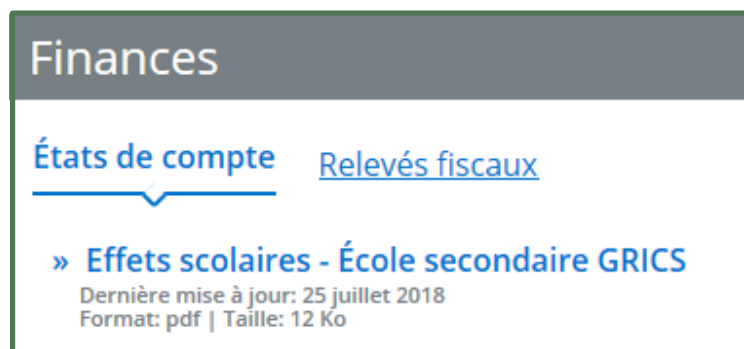 Finances
États de compte Relevés fiscaux
» Effets scolaires - École secondaire GRICS
Dernière mise à jour: 25 juillet 2018
Format: pdf | Taille: 12 Ko